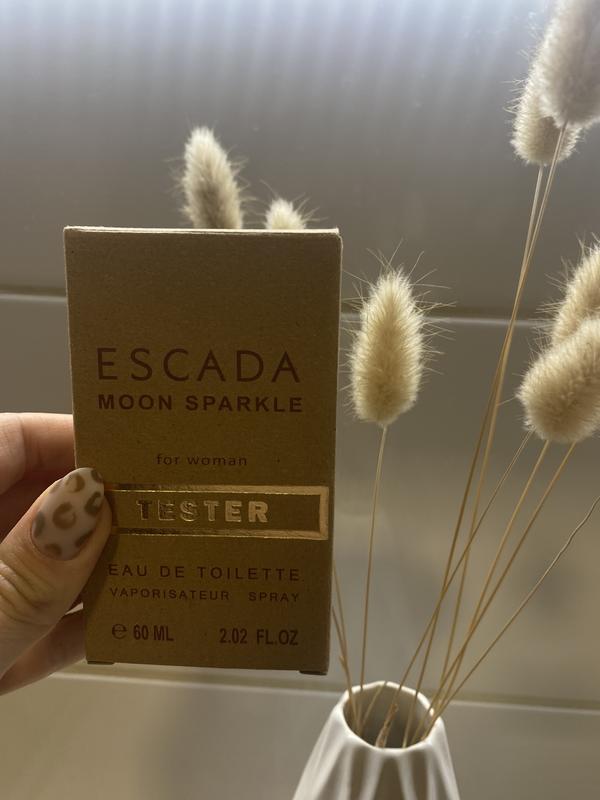 ESCADA
MOON SPARKLE
for woman
TESTER
EAU DE TOILETTE
VAPORISATEUR SPRAY
℮ 60 ML 2.02 FL.OZ